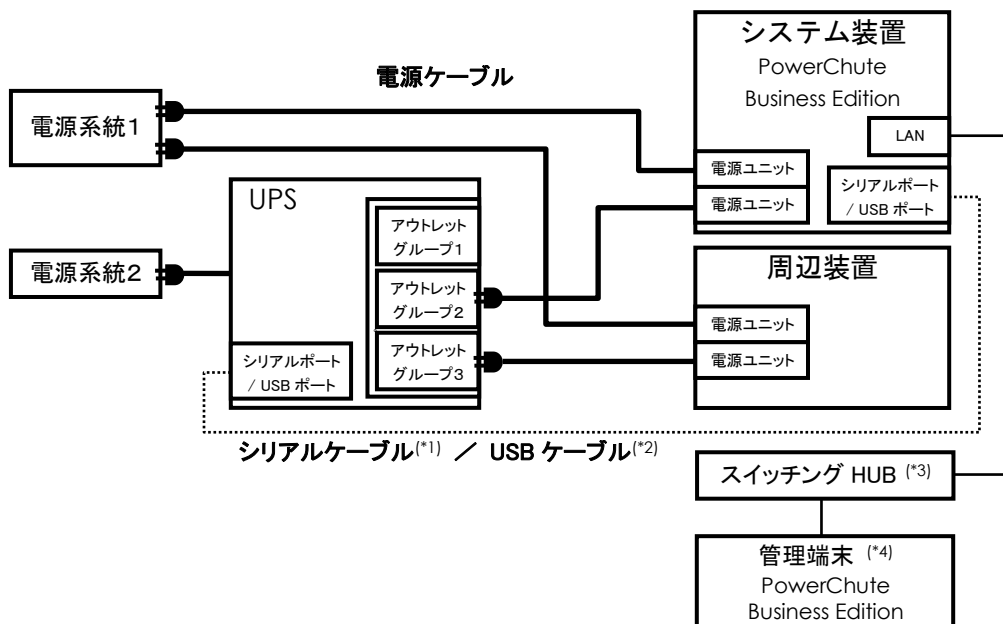 システム装置
PowerChute
Business Edition
電源ケーブル
電源系統1
LAN
電源ユニット
電源ユニット
シリアルポート
/ USB ポート
UPS
アウトレット
グループ1
電源系統2
アウトレット
グループ2
アウトレット
グループ3
シリアルポート
/ USB ポート
周辺装置
電源ユニット
電源ユニット
シリアルケーブル(*1) / USB ケーブル(*2)
スイッチング HUB (*3)
管理端末 (*4)
PowerChute
Business Edition